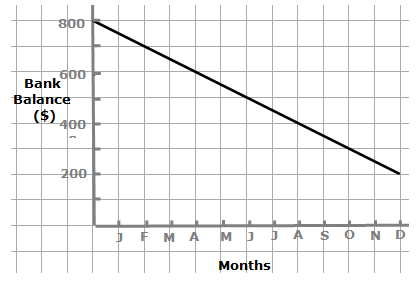 800
600
Bank
Balance
($)
400
200
J F M A M J J A S O N D
Months